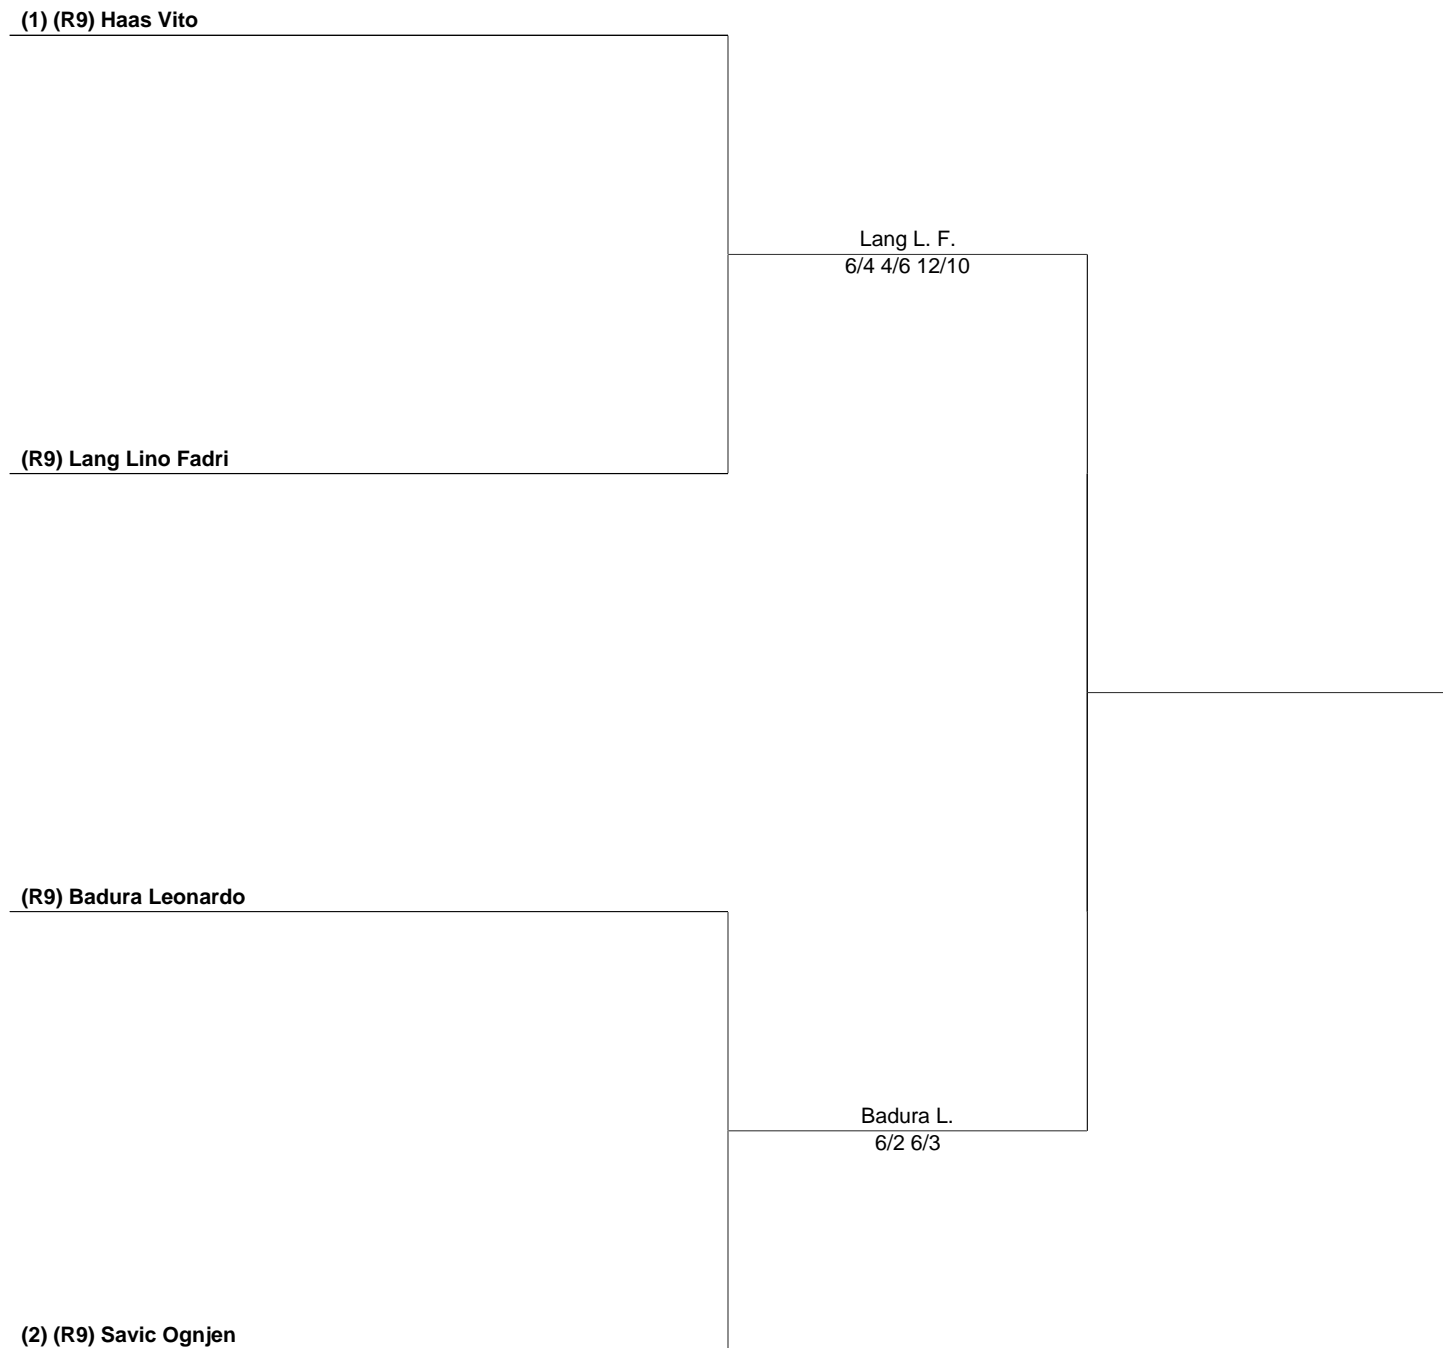 (1) (R9) Haas Vito
Lang L. F.
6/4 4/6 12/10
(R9) Lang Lino Fadri
(R9) Badura Leonardo
Badura L.
6/2 6/3
(2) (R9) Savic Ognjen